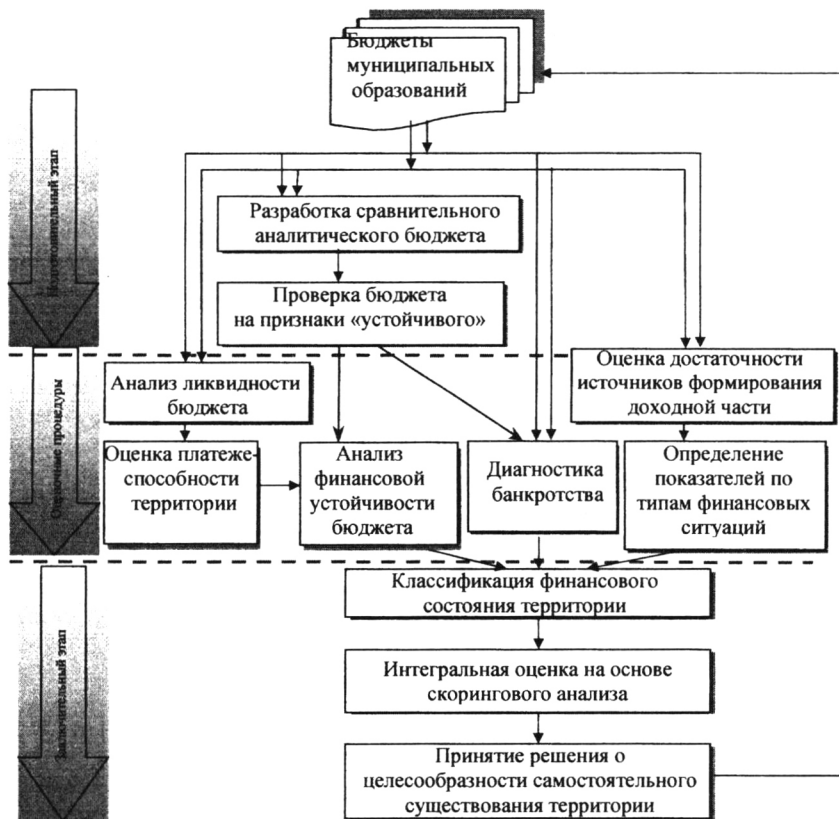 Бюджеты
муниципальных
образований
Разработка сравнительного
аналитического бюджета
Проверка бюджета
на признаки «устойчивого»
Анализ ликвидности
бюджета
Оценка достаточности
источников формирования
доходной части
Оценка платеже-
способности
территории
Анализ
финансовой
устойчивости
бюджета
Диагностика
банкротства
Определение
показателей по
типам финансовых
ситуаций
Классификация финансового
состояния территории
Интегральная оценка на основе
скорингового анализа
Принятие решения о
целесообразности самостоятельного
существования территории
этап
процедуры
Заключительный этап